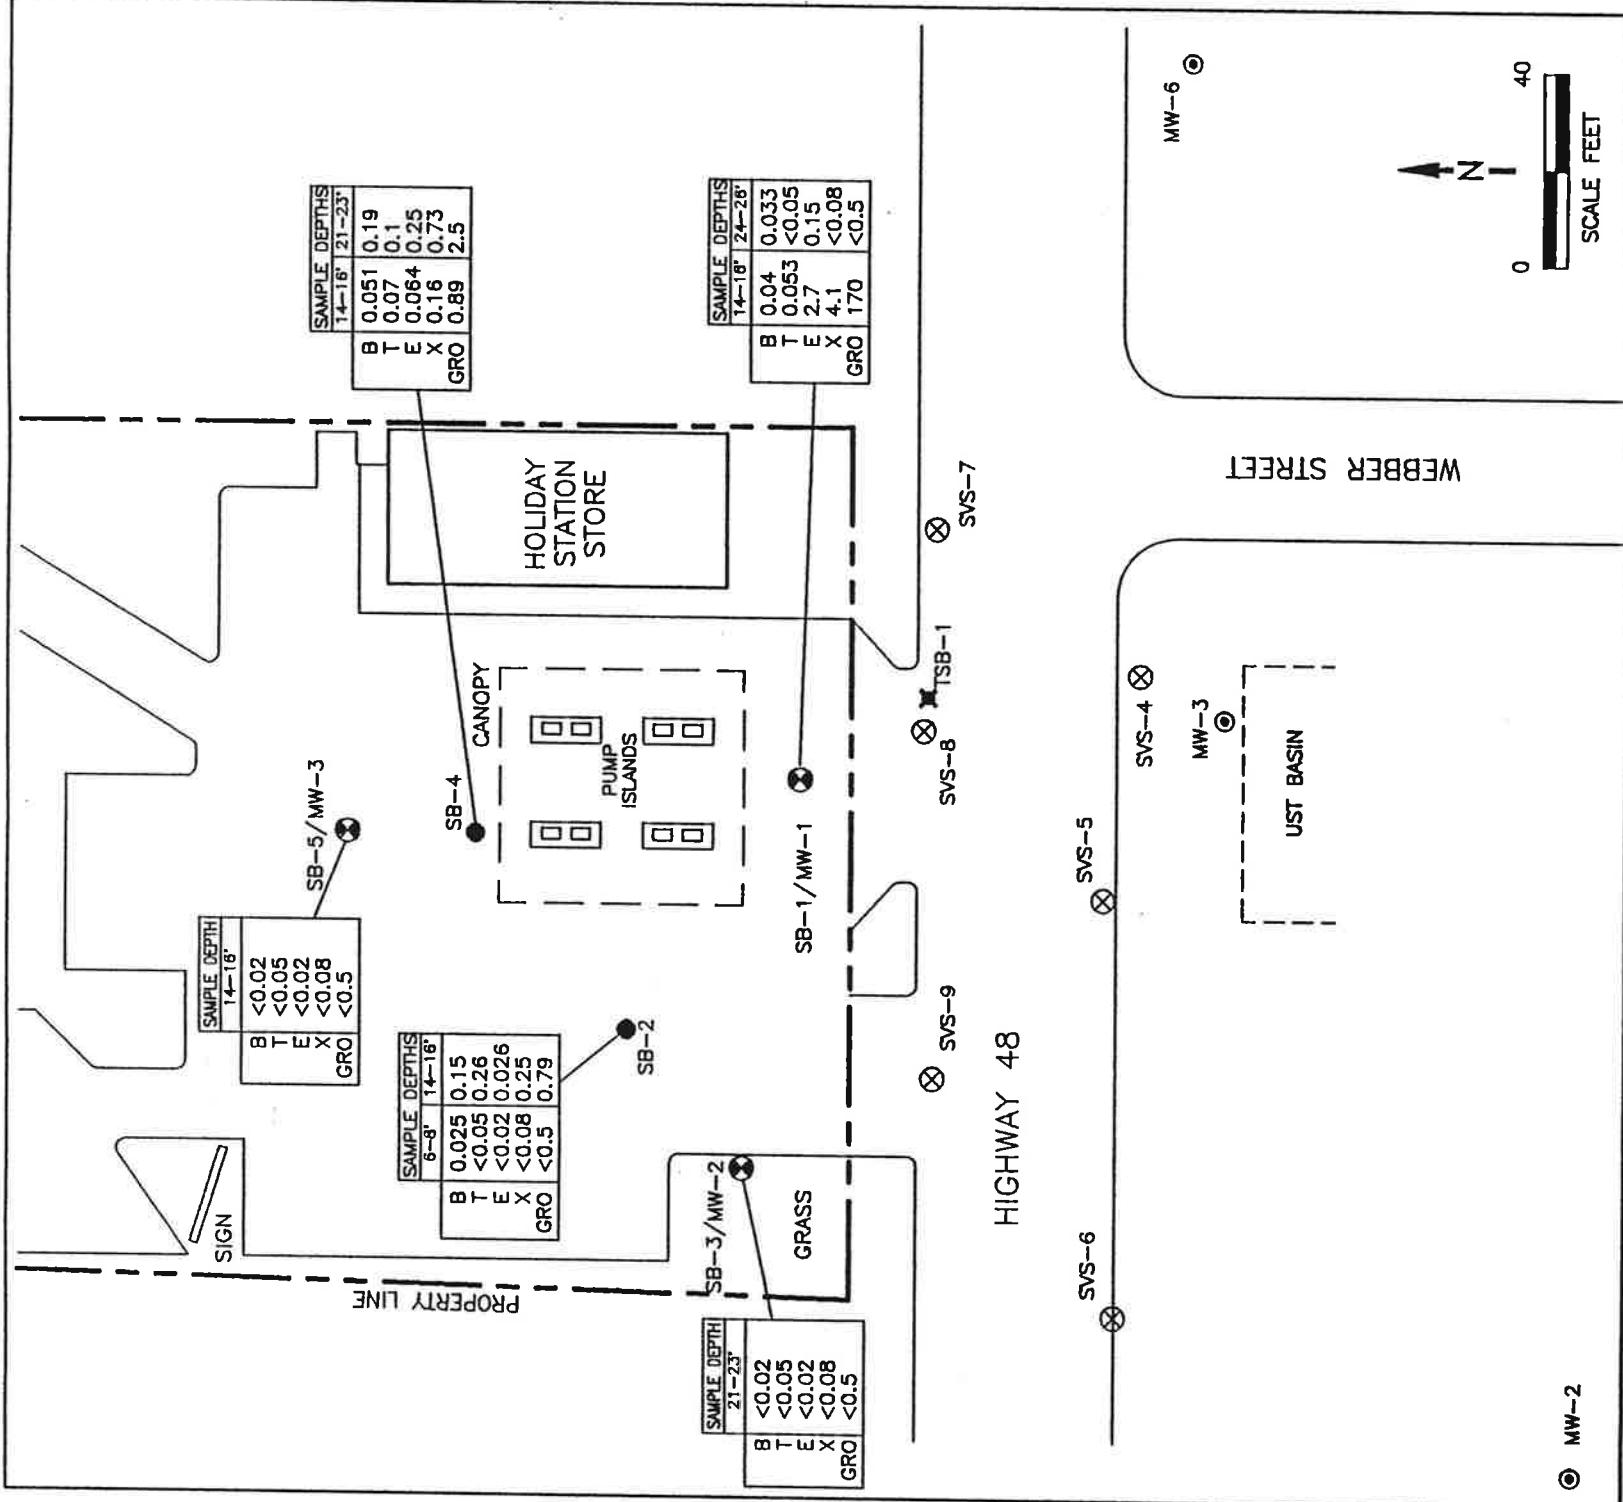 SAMPLE DEPTHS
14-16' 21-23'
B 0.051 0.19
T 0.07 0.1
E 0.064 0.25
X 0.16 0.73
GRO 0.89 2.5
SAMPLE DEPTHS
14-16' 24-26'
B 0.04 0.033
T 0.053 <0.05
E 2.7 0.15
X 4.1 <0.08
GRO 170 <0.5
SAMPLE DEPTH
14-16'
B <0.02
T <0.05
E <0.02
X <0.08
GRO <0.5
SAMPLE DEPTHS
6-8' 14-16'
B 0.025 0.15
T <0.05 0.26
E <0.02 0.026
X <0.08 0.25
GRO <0.5 0.79
SAMPLE DEPTH
21-23'
B <0.02
T <0.05
E <0.02
X <0.08
GRO <0.5
SIGN
PROPERTY LINE
SB-5/MW-3
SB-4
CANOPY
PUMP
ISLANDS
HOLIDAY
STATION
STORE
SB-2
SB-3/MW-2
GRASS
SB-1/MW-1
SVS-9
SVS-8
TSB-1
SVS-7
HIGHWAY 48
SVS-6
SVS-5
SVS-4
MW-3
UST BASIN
WEBBER STREET
MW-6
MW-2
N
0 40
SCALE FEET